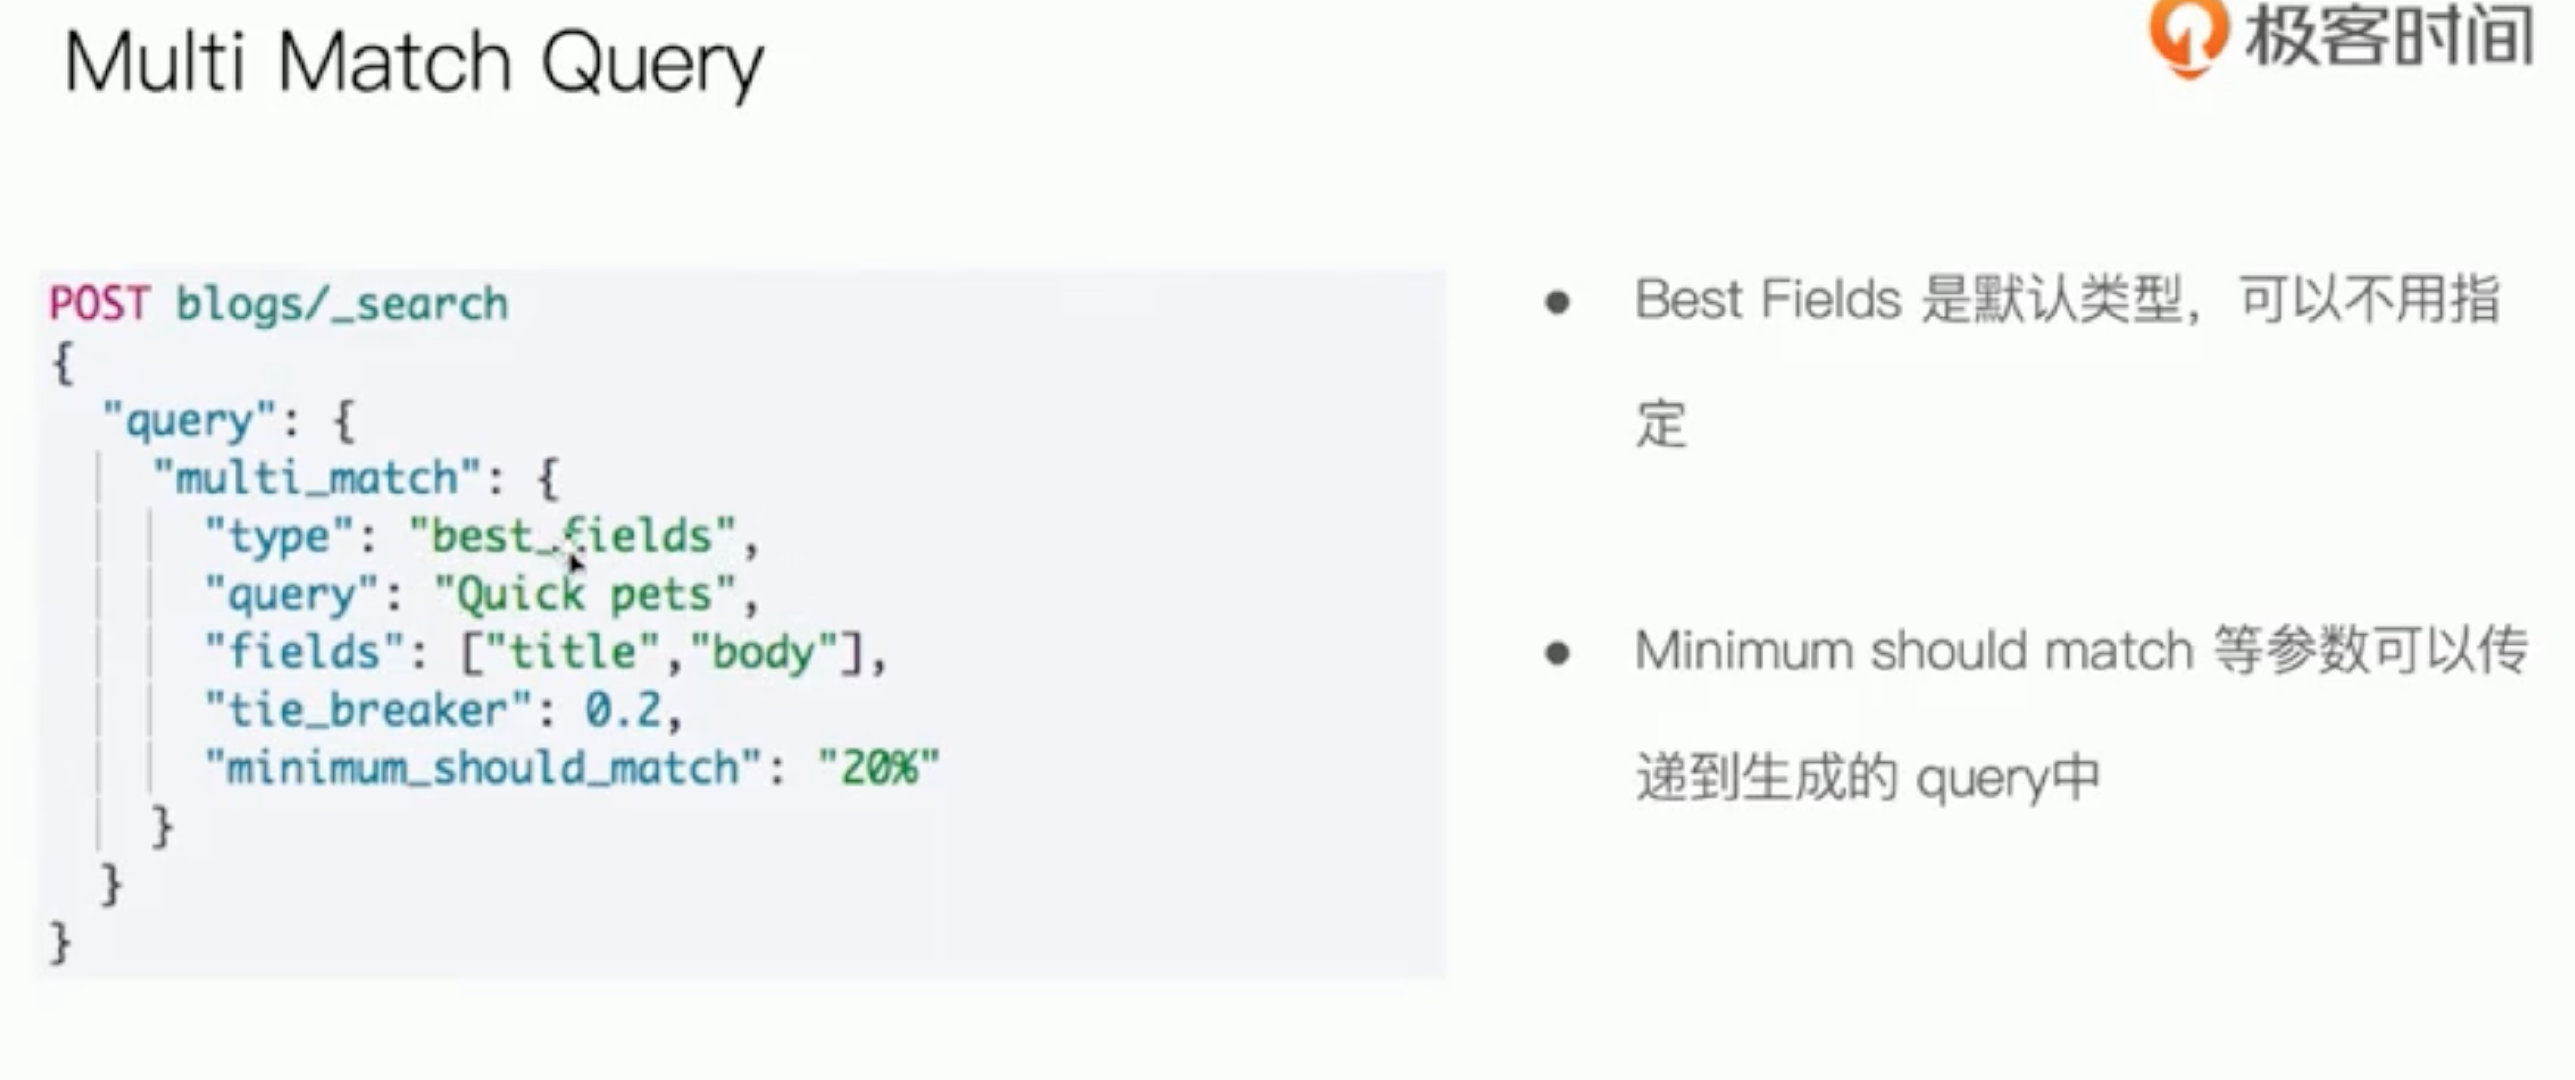 Multi Match Query
极客时间
POST blogs/_search
{
"query": {
"multi_match": {
"type": "best_fields",
"query": "Quick pets",
"fields": ["title","body"],
"tie_breaker": 0.2,
"minimum_should_match": "20%"
}
}
}
● Best Fields 是默认类型，可以不用指
定
● Minimum should match 等参数可以传
递到生成的 query中